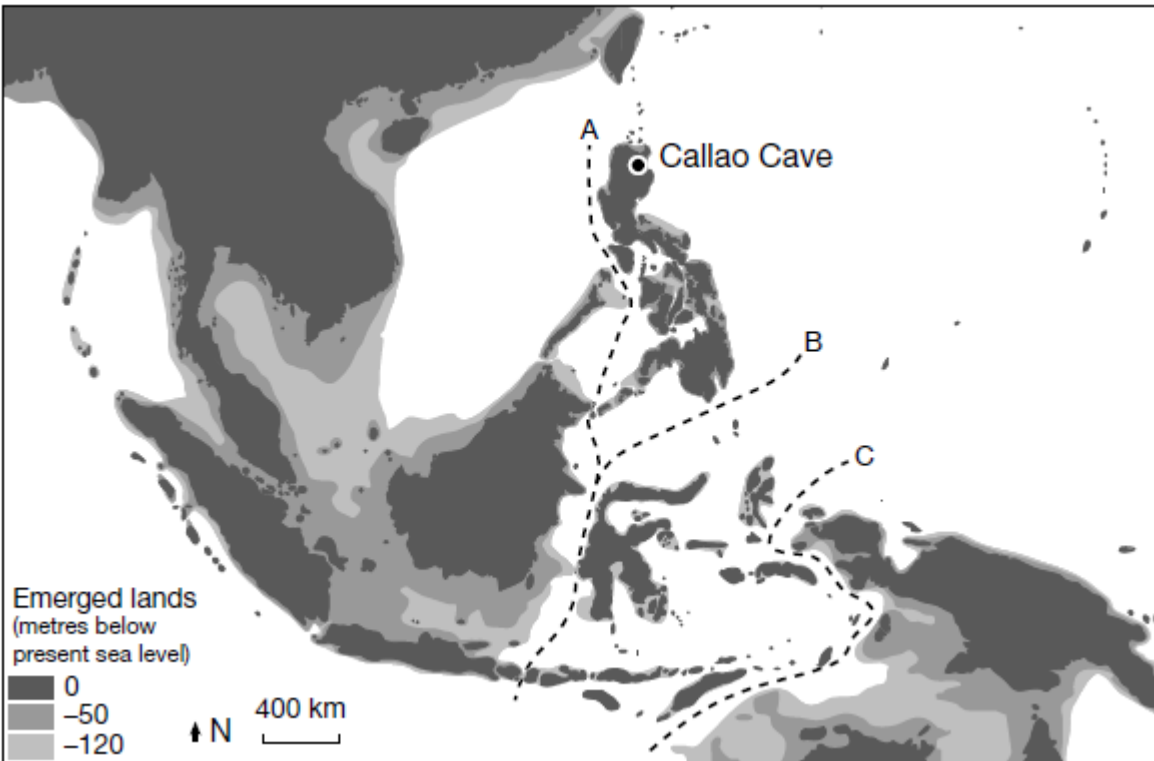 A
Callao Cave
B
C
Emerged lands
(metres below
present sea level)
0
–50
–120
N
400 km